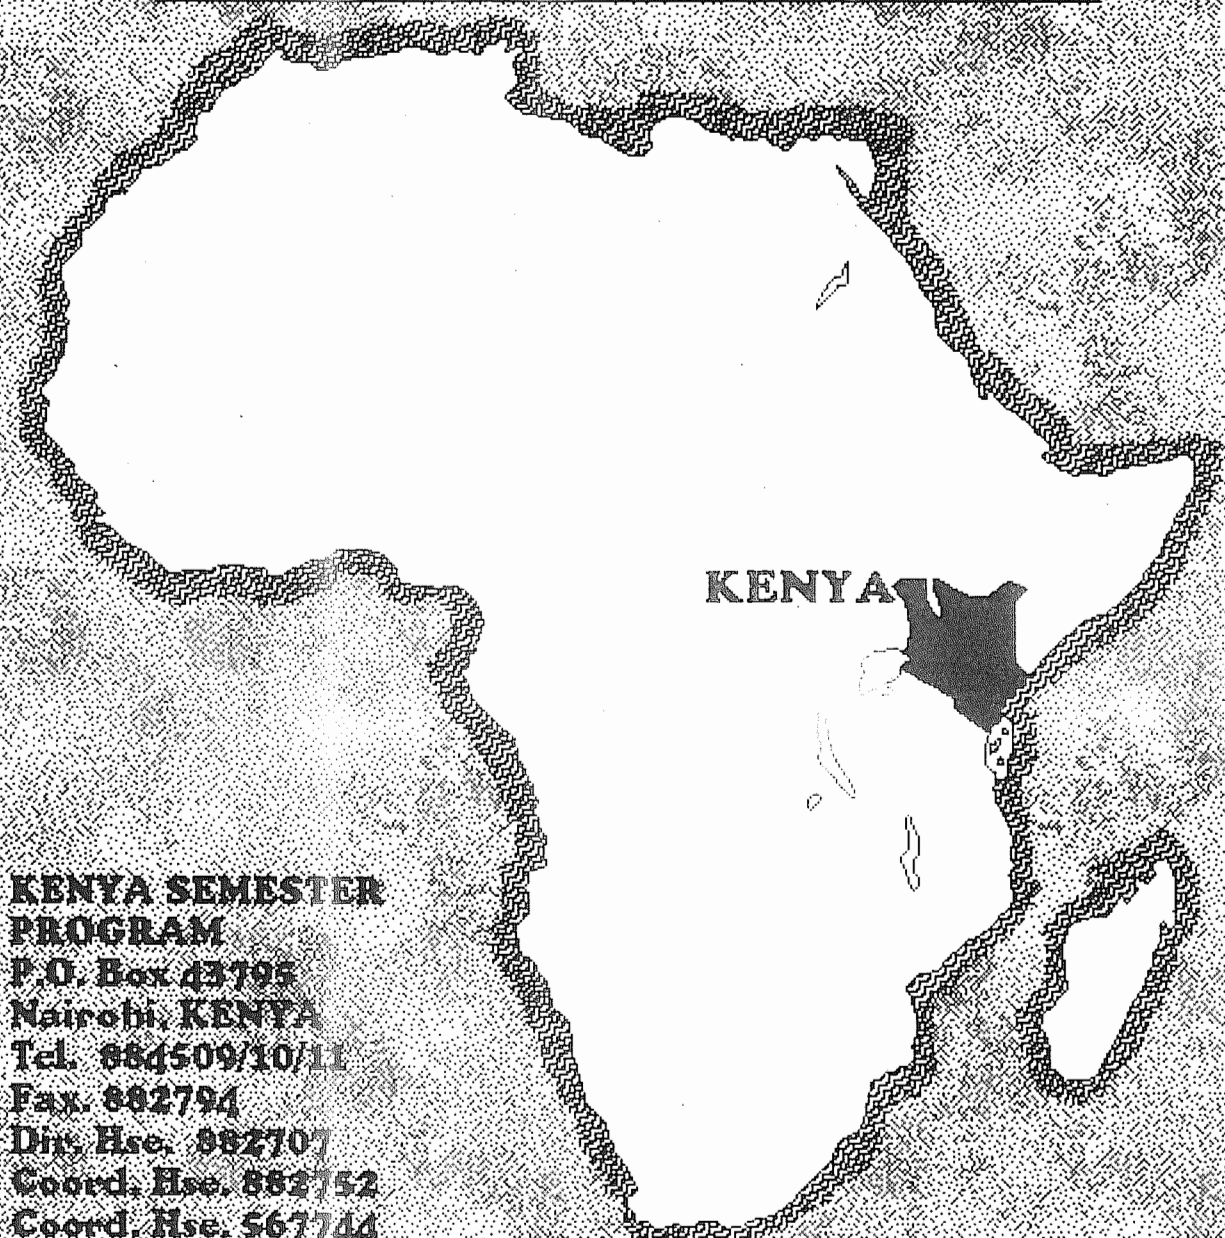 KENYA
KENYA SEMESTER
PROGRAM
P.O. Box 43795
Nairobi, KENYA
Tel. 884509/10/11
Fax. 882794
Dir. Hse. 882707
Coord. Hse. 882752
Coord. Hse. 567744